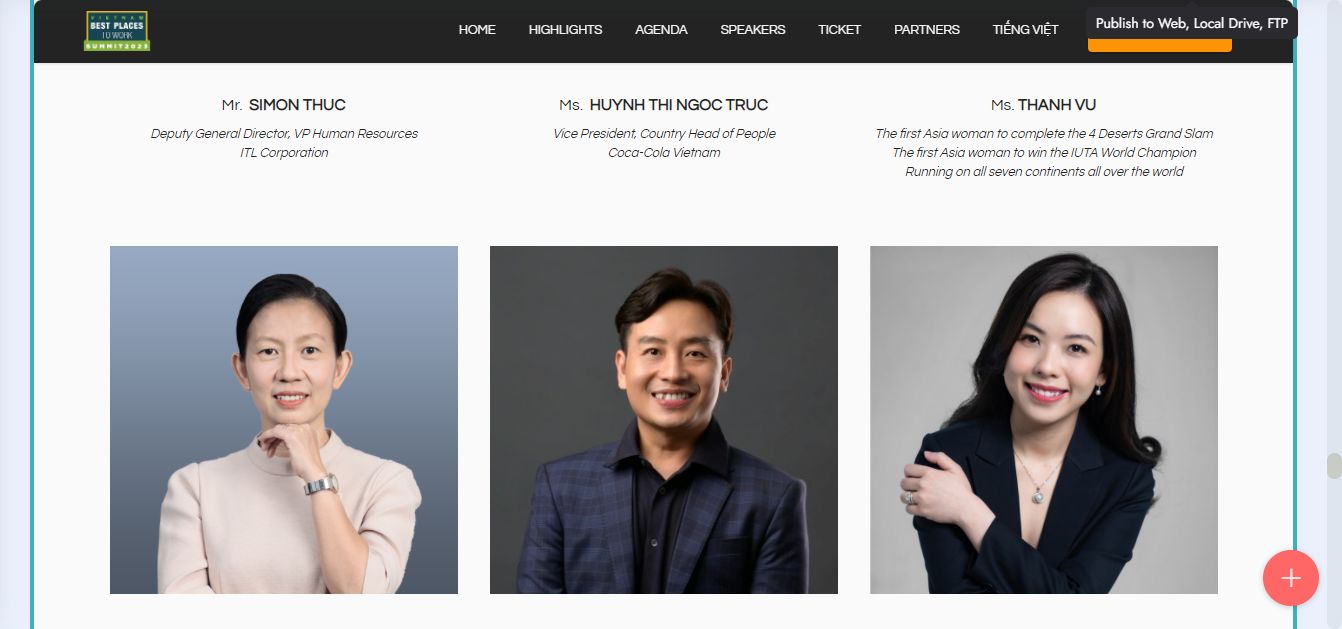 VIETNAM
BEST PLACES
TO WORK
SUMMIT2023
HOME
HIGHLIGHTS
AGENDA
SPEAKERS
TICKET
PARTNERS
TIẾNG VIỆT
Publish to Web, Local Drive, FTP
Mr. SIMON THUC
Deputy General Director, VP Human Resources
ITL Corporation
Ms. HUYNH THI NGOC TRUC
Vice President, Country Head of People
Coca-Cola Vietnam
Ms. THANH VU
The first Asia woman to complete the 4 Deserts Grand Slam
The first Asia woman to win the IUTA World Champion
Running on all seven continents all over the world